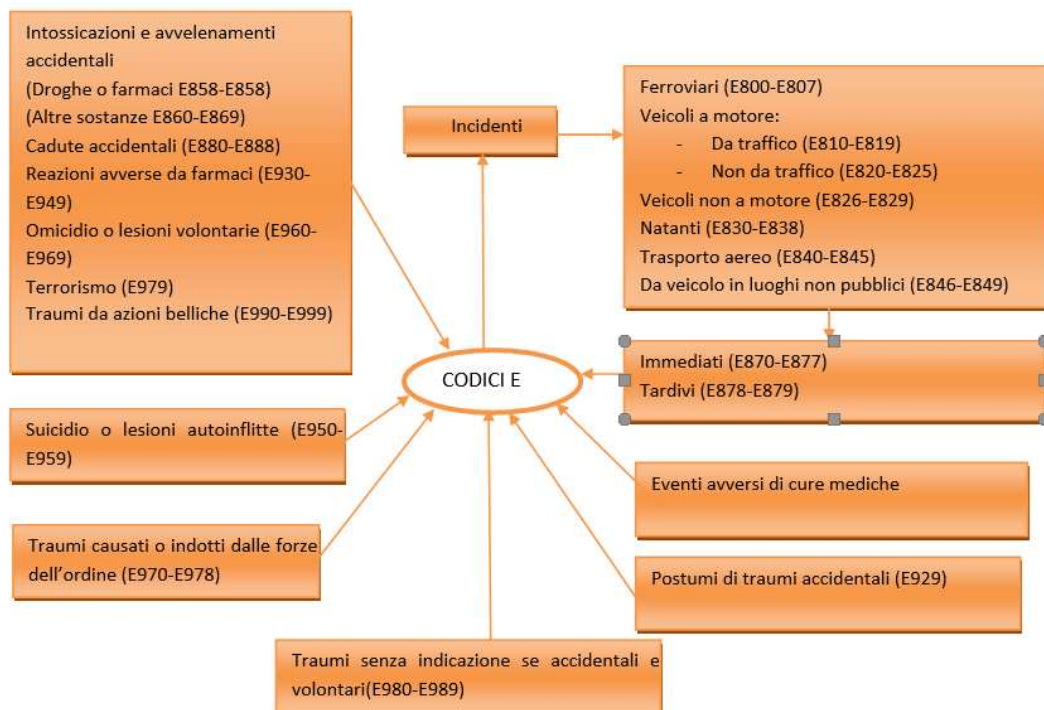 Intossicazioni e avvelenamenti
accidentali
(Droghe o farmaci E858-E858)
(Altre sostanze E860-E869)
Cadute accidentali (E880-E888)
Reazioni avverse da farmaci (E930-
E949)
Omicidio o lesioni volontarie (E960-
E969)
Terrorismo (E979)
Traumi da azioni belliche (E990-E999)
Incidenti
Ferroviari (E800-E807)
Veicoli a motore:
- Da traffico (E810-E819)
- Non da traffico (E820-E825)
Veicoli non a motore (E826-E829)
Natanti (E830-E838)
Trasporto aereo (E840-E845)
Da veicolo in luoghi non pubblici (E846-E849)
Immediati (E870-E877)
Tardivi (E878-E879)
CODICI E
Suicidio o lesioni autoinflitte (E950-
E959)
Eventi avversi di cure mediche
Traumi causati o indotti dalle forze
dell'ordine (E970-E978)
Postumi di traumi accidentali (E929)
Traumi senza indicazione se accidentali e
volontari(E980-E989)